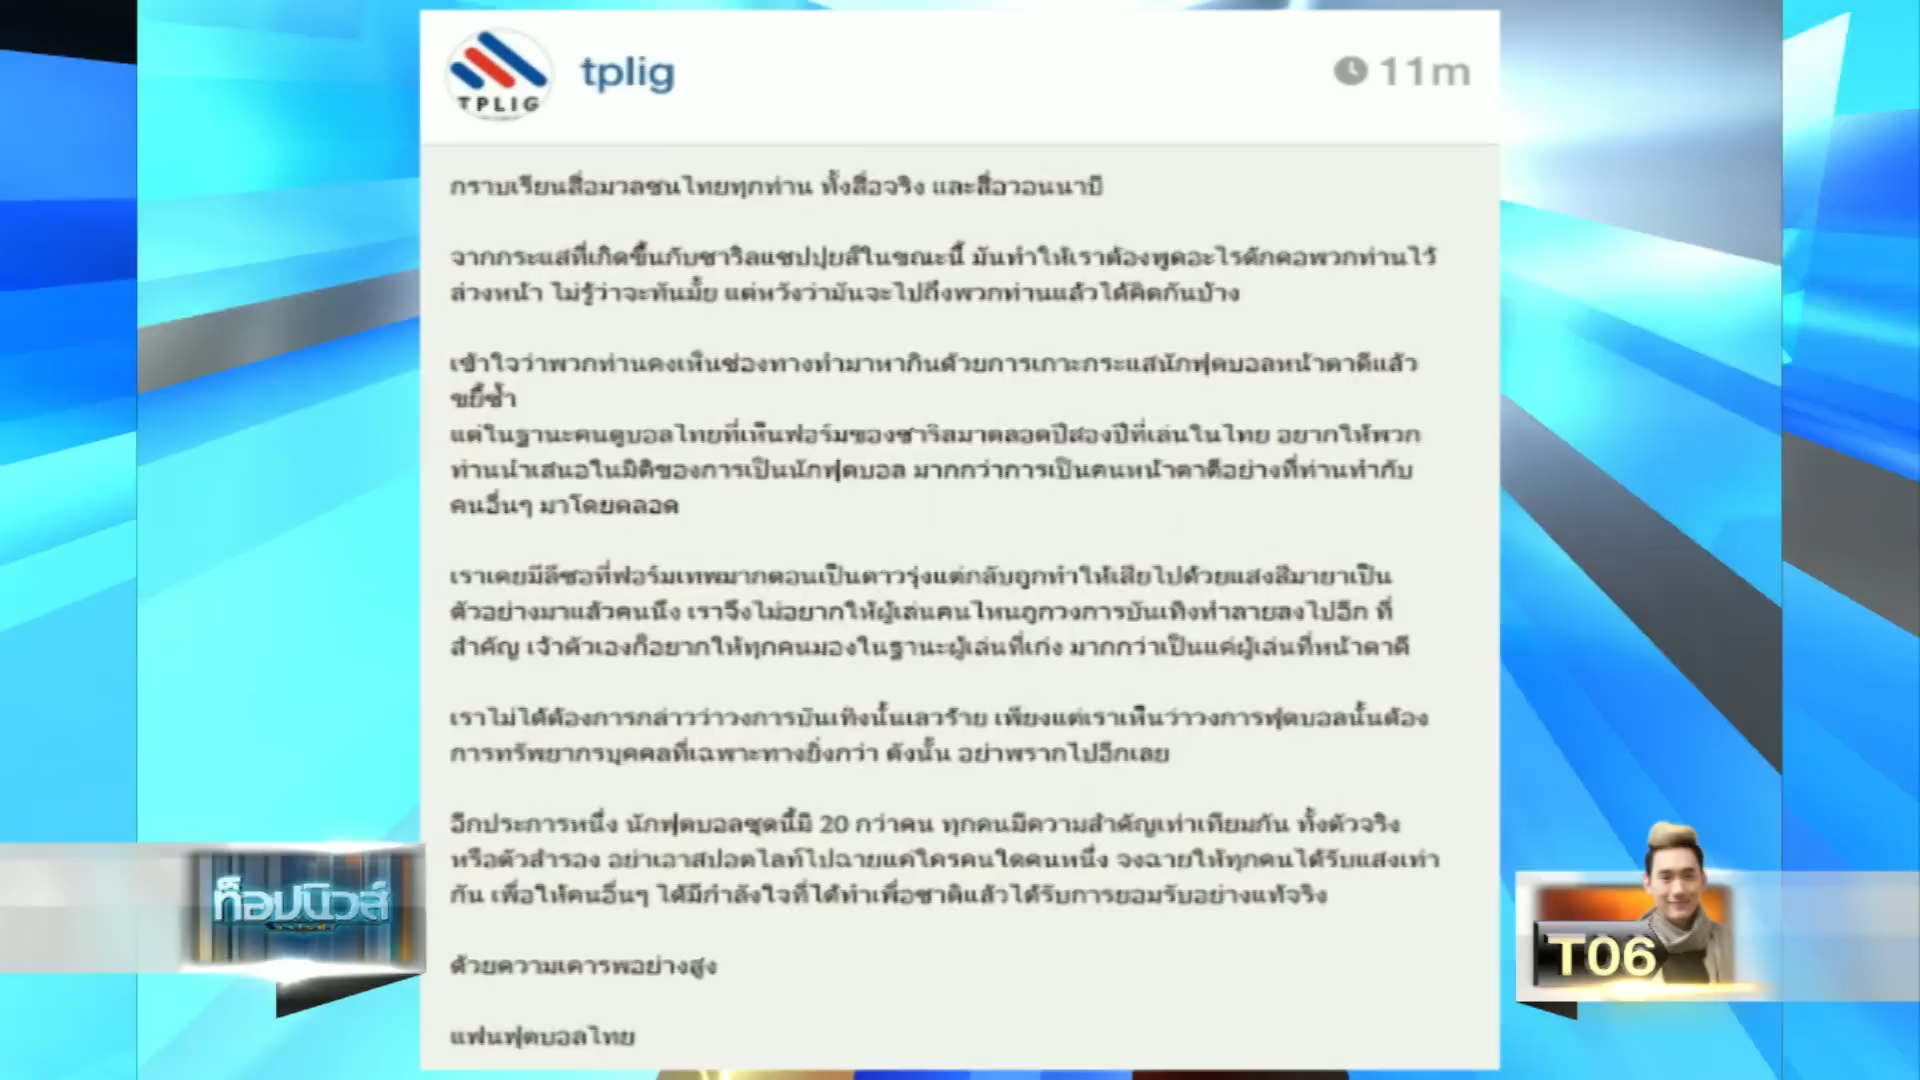 TPLIG
tplig
11m
กราบเรียนสื่อมวลชนไทยทุกท่าน ทั้งสื่อจริง และสื่อวอนนาบี
จากกระแสที่เกิดขึ้นกับชาริลแชปปุยส์ในขณะนี้ มันทำให้เราต้องพูดอะไรดักคอพวกท่านไว้
ล่วงหน้า ไม่รู้ว่าจะทันมั้ย แต่หวังว่ามันจะไปถึงพวกท่านแล้วได้คิดกันบ้าง
เข้าใจว่าพวกท่านคงเห็นช่องทางทำมาหากินด้วยการเกาะกระแสนักฟุตบอลหน้าตาดีแล้ว
ขยี้ซ้ำ
แต่ในฐานะคนดูบอลไทยที่เห็นฟอร์มของชาริลมาตลอดปีสองปีที่เล่นในไทย อยากให้พวก
ท่านนำเสนอในมิติของการเป็นนักฟุตบอล มากกว่าการเป็นคนหน้าตาดีอย่างที่ท่านทำกับ
คนอื่นๆ มาโดยตลอด
เราเคยมีลีซอที่ฟอร์มเทพมากตอนเป็นดาวรุ่งแต่กลับถูกทำให้เสียไปด้วยแสงสีมายาเป็น
ตัวอย่างมาแล้วคนนึง เราจึงไม่อยากให้ผู้เล่นคนไหนถูกวงการบันเทิงทำลายลงไปอีก ที่
สำคัญ เจ้าตัวเองก็อยากให้ทุกคนมองในฐานะผู้เล่นที่เก่ง มากกว่าเป็นแค่ผู้เล่นที่หน้าตาดี
เราไม่ได้ต้องการกล่าวว่าวงการบันเทิงนั้นเลวร้าย เพียงแต่เราเห็นว่าวงการฟุตบอลนั้นต้อง
การทรัพยากรบุคคลที่เฉพาะทางยิ่งกว่า ดังนั้น อย่าพรากไปอีกเลย
อีกประการหนึ่ง นักฟุตบอลชุดนี้มี 20 กว่าคน ทุกคนมีความสำคัญเท่าเทียมกัน ทั้งตัวจริง
หรือตัวสำรอง อย่าเอาสปอตไลท์ไปฉายแค่ใครคนใดคนหนึ่ง จงฉายให้ทุกคนได้รับแสงเท่า
กัน เพื่อให้คนอื่นๆ ได้มีกำลังใจที่ได้ทำเพื่อชาติแล้วได้รับการยอมรับอย่างแท้จริง
ด้วยความเคารพอย่างสูง
แฟนฟุตบอลไทย
ท็อปนิวส์
T06